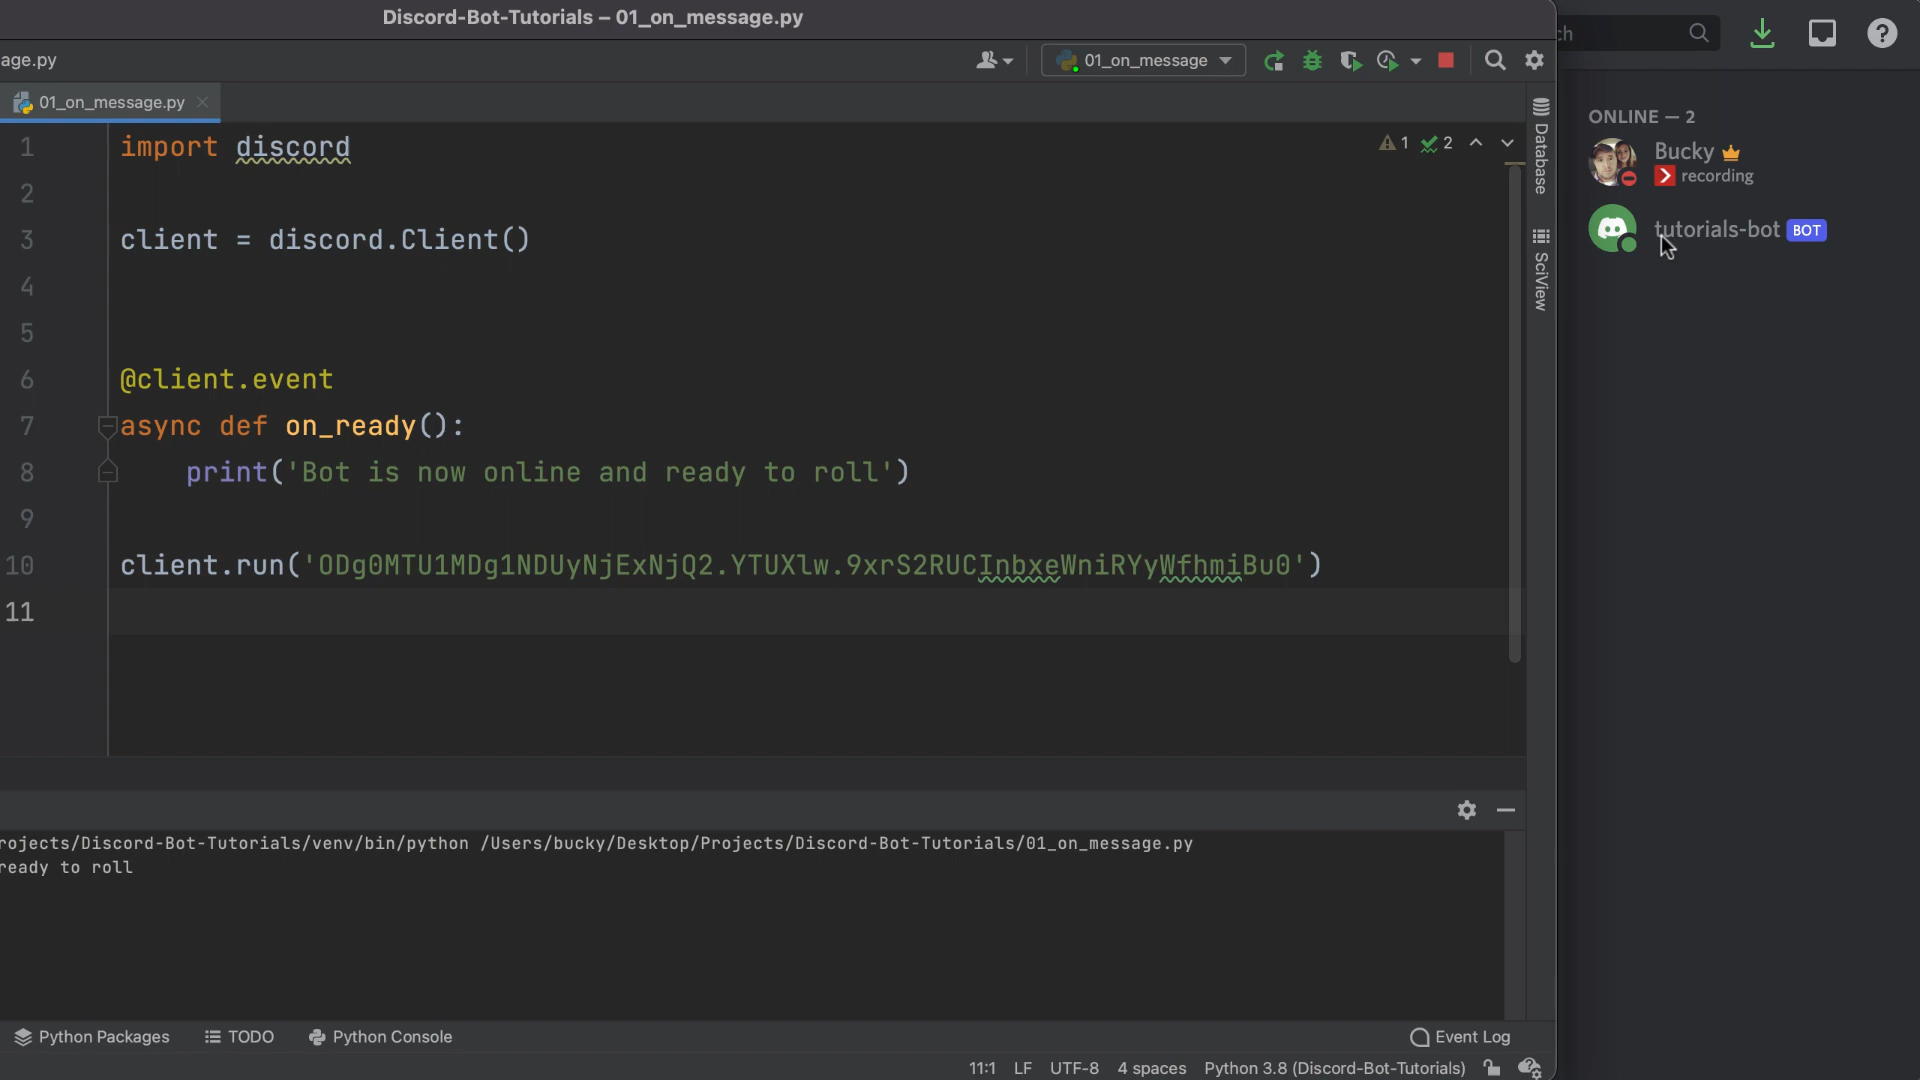 Discord-Bot-Tutorials – 01_on_message.py
age.py
01_on_message
ch
01_on_message.py
1 import discord
1 2
2
3 client = discord.Client()
4
5
6 @client.event
7 async def on_ready():
8 print('Bot is now online and ready to roll')
9
10 client.run('ODg0MTU1MDg1NDUyNjExNjQ2.YTUXlw.9xrS2RUCInbxeWniRYyWfhmiBu0')
11
Database
SciView
ONLINE — 2
Bucky
recording
tutorials-bot BOT
rojects/Discord-Bot-Tutorials/venv/bin/python /Users/bucky/Desktop/Projects/Discord-Bot-Tutorials/01_on_message.py
ready to roll
Python Packages TODO Python Console Event Log
11:1 LF UTF-8 4 spaces Python 3.8 (Discord-Bot-Tutorials)